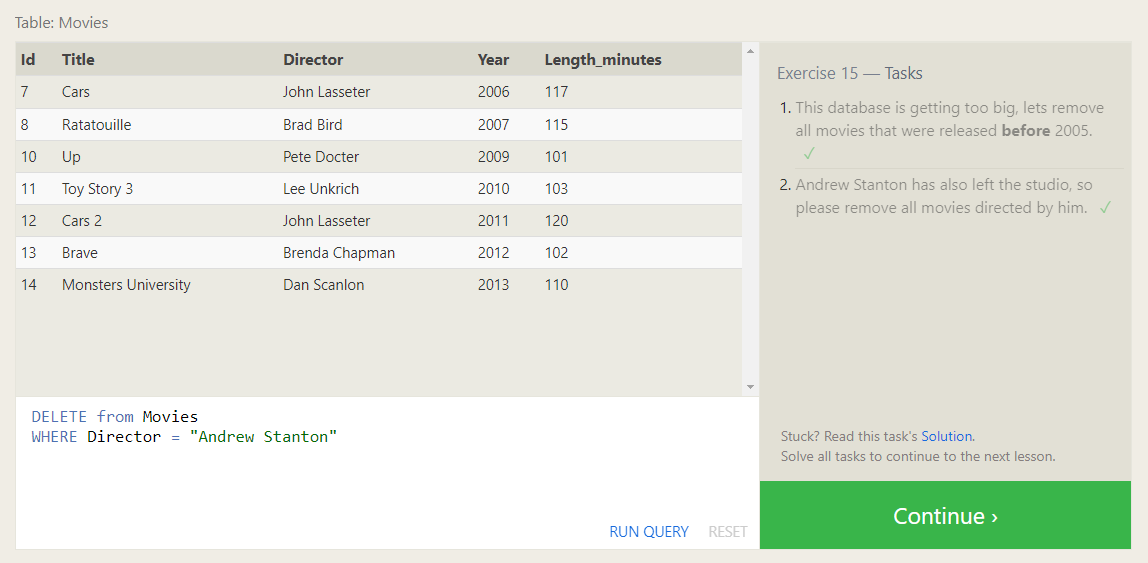 Table: Movies
Id Title Director Year Length_minutes
7 Cars John Lasseter 2006 117
8 Ratatouille Brad Bird 2007 115
10 Up Pete Docter 2009 101
11 Toy Story 3 Lee Unkrich 2010 103
12 Cars 2 John Lasseter 2011 120
13 Brave Brenda Chapman 2012 102
14 Monsters University Dan Scanlon 2013 110
DELETE from Movies
WHERE Director = "Andrew Stanton"
RUN QUERY RESET
Exercise 15 — Tasks
1. This database is getting too big, lets remove
all movies that were released before 2005.
✓
2. Andrew Stanton has also left the studio, so
please remove all movies directed by him. ✓
Stuck? Read this task's Solution.
Solve all tasks to continue to the next lesson.
Continue ›